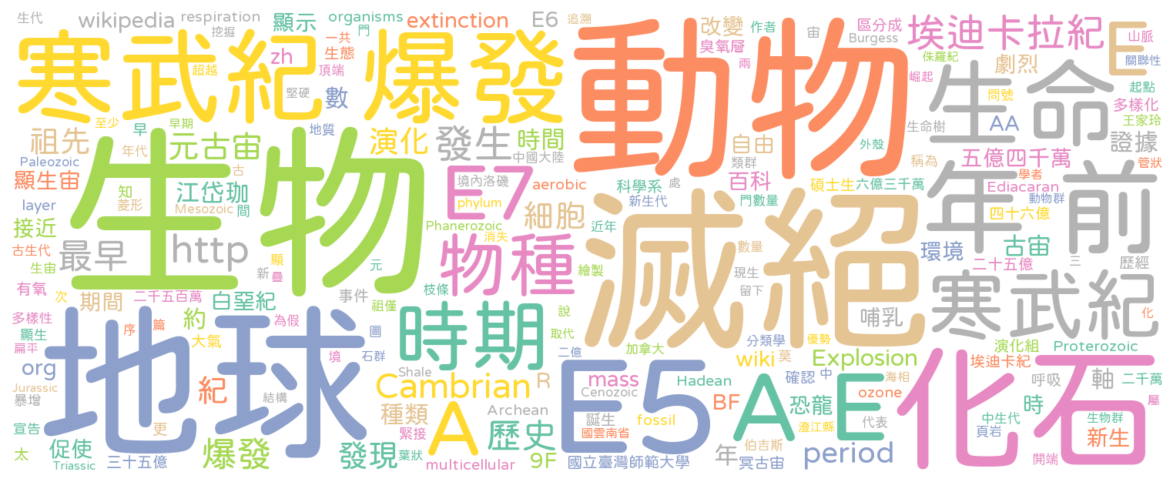 生代 wikipedia respiration 顯示 organisms extinction E6 追溯 改變 作者 宙 區分成 埃迪卡拉紀 E 山脈
挖掘 門 一共 臭氧層 Burgess 關聯性
寒武紀 爆發 動物 生命
超越 zh 生態 兩 侏羅紀 崛起 劇烈 問號 起點
堅硬 頂端 數 多樣化
至少 早期 地質 生命樹 AA 王家玲
祖先 早 元古宙 演化 發生 時間 自由 外殼 證據
Paleozoic 年代 古 中國大陸 類群 稱為 五億四千萬 管狀
顯生宙 生物 知 江岱珈 境內洛磯 E7 aerobic 科學系 百科 碩士生 六億三千萬 學者
layer 菱形 Mesozoic 間 phylum 細胞 新生代 門數量 Ediacaran 動物群
接近 Phanerozoic 近年 滅絕 四十六億 年前
古生代 最早 http 顯 消失 物種 數量 環境 古宙
生宙 新 疊 元 枝條 繪製 現生 二十五億 三 歷經
有氧 次 二千五百萬 白堊紀 事件 祖僅 留下 哺乳 寒武紀 化
多樣性 期間 約 為假 圖 時期 說
顯生 序 篇 大氣 取代 分類學 優勢 演化組 Proterozoic
扁平 地球 境 石群 二億 加拿大 莫 Explosion 埃迪卡紀
org 紀 Shale Cambrian R E5 mass wiki 確認 中 海相 呼吸 軸 二千萬
Jurassic 結構 種類 Cenozoic Hadean A E ozone 化石 時 屬
暴增 更 Archean 誕生 BF 恐龍 代表 中生代 生物群
宣告 緊接 A 歷史 國雲南省 fossil 澄江縣 頁岩 新生
太 促使 爆發 發現 葉狀 年 伯吉斯 period
Triassic 三十五億 multicellular 9F 國立臺灣師範大學 冥古宙 開端